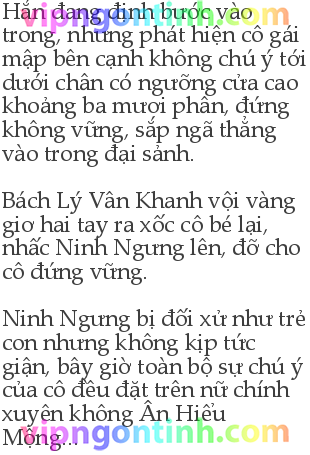 Hắn đang định bước vào
vipngontinh.com
trong, nhưng phát hiện cô gái
mập bên cạnh không chú ý tới
dưới chân có ngưỡng cửa cao
khoảng ba mươi phân, đứng
không vững, sắp ngã thẳng
vào trong đại sảnh.
Bách Lý Vân Khanh vội vàng
giơ hai tay ra xốc cô bé lại,
nhấc Ninh Ngưng lên, đỡ cho
cô đứng vững.
Ninh Ngưng bị đối xử như trẻ
con nhưng không kịp tức
giận, bây giờ toàn bộ sự chú ý
của cô đều đặt trên nữ chính
xuyên không Ân Hiểu
Mộng...
vipngontinh.com